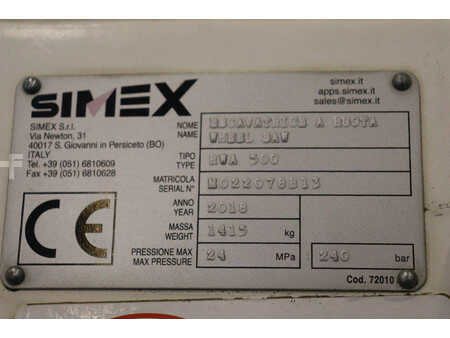 SIMEX
simex.it
apps.simex.it
sales@simex.it
SIMEX S.r.l.
Via Newton, 31
40017 S. Giovanni in Persiceto (BO)
ITALY
Tel. +39 (051) 6810609
Fax +39 (051) 6810628
NOME
NAME
ESCAVATRICE A RUOTA
WHEEL SAW
TIPO
TYPE
RWA 500
MATRICOLA
SERIAL N°
M022078B13
ANNO
YEAR
2018
MASSA
WEIGHT
1415 kg
PRESSIONE MAX
MAX PRESSURE
24 MPa
240 bar
CE
Cod. 72010